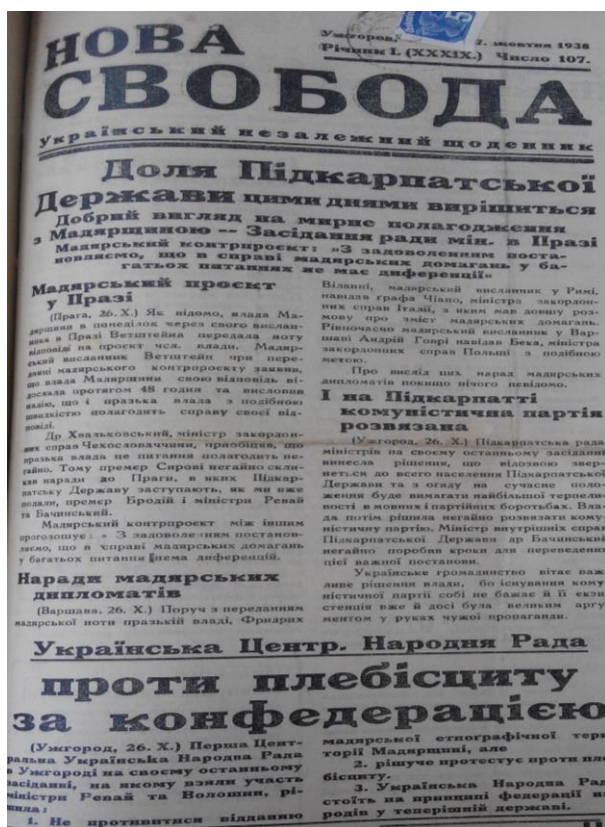 НОВА
СВОБОДА
Ужгород,
7. жовтня 1938
Річник I. (XXXIX.) Число 107.
Український незалежний щоденник
Доля Підкарпатської
Держави цими днями вирішиться
Добрий вигляд на мирне полагодження
з Мадярщиною -- Засідання ради мін. в Празі
Мадярський контрпроєкт: «З задоволенням поста-
новляємо, що в справі мадярських домагань у ба-
гатьох питаннях не має диференції»
Мадярський проєкт
у Празі
(Прага, 26. X.) Як відомо, влада Ма-
дярщини в понеділок через свого вислан-
ника в Празі Веттштейна передала ноту
відповіді на проєкт чсл. влади. Мадяр-
ський висланник Веттштейн при пере-
данні мадярського контрпроєкту заявив,
що влада Мадярщини свою відповідь ві-
дослала протягом 48 годин та висловив
надію, що і празька влада з подібною
швидкістю полагодить справу своєї від-
повіді.
Др Хвальковський, міністр закордон-
них справ Чехословаччини, приобіцяв, що
празька влада це питання полагодить не-
гайно. Тому премєр Сировí негайно скли-
кав наради до Праги, в яких Підкар-
патську Державу заступають, як ми вже
подали, премєр Бродій і міністри Ревай
та Бачинський.
Мадярський контрпроєкт між іншим
проголошує: « З задоволенням постанов-
ляємо, що в справі мадярських домагань
у багатьох питання нема диференцій.
Наради мадярських
дипломатів
(Варшава, 26. X.) Поруч з переданням
мадярської ноти празькій владі, Фридрих
Віланні, мадярський висланник у Римі,
навідав графа Чіано, міністра закордон-
них справ Італії, з яким мав довшу роз-
мову про зміст мадярських домагань.
Рівночасно мадярський висланник у Вар-
шаві Андрій Говрі навідав Бека, міністра
закордонних справ Польщі з подібною
метою.
Про вислід цих нарад мадярських
дипломатів покищо нічого невідомо.
І на Підкарпатті
комуністична партія
розвязана
(Ужгород, 26. X.) Підкарпатська рада
міністрів на своєму останньому засіданні
винесла рішення, що відозвою звер-
неться до всього населення Підкарпатської
Держави та з огляду на сучасне поло-
ження буде вимагати найбільшої терпели-
вості в мовних і партійних боротьбах. Вла-
да потім рішила негайно розвязати кому-
ністичну партію. Міністр внутрішніх справ
Підкарпатської Держави др Бачинський
негайно поробив кроки для переведення
цієї важної постанови.
Українське громадянство вітає важ-
ливе рішення влади, бо існування кому-
ністичної партії собі не бажає й її екзи-
стенція вже й досі була великим аргу-
ментом у руках чужої пропаганди.
Українська Центр. Народня Рада
проти плебісциту
за конфедерацією
(Ужгород, 26. X.) Перша Цент-
ральна Українська Народна Рада
в Ужгороді на своєму останньому
засіданні, на якому взяли участь
міністри Ревай та Волошин, рі-
шила:
1. Не противитися відданню
мадярської етнографічної тери-
торії Мадярщині, але
2. рішуче протестує проти пле-
бісциту.
3. Українська Народна Рада
стоїть на принципі федерації на-
родів у теперішній державі.